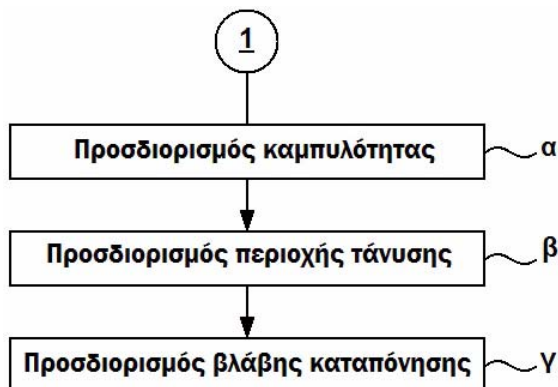 1
Προσδιορισμός καμπυλότητας α
Προσδιορισμός περιοχής τάνυσης β
Προσδιορισμός βλάβης καταπόνησης γ